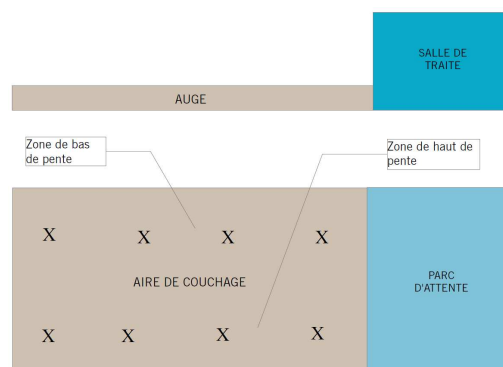 SALLE DE
TRAITE
AUGE
Zone de bas
de pente
Zone de haut de
pente
X X X X
AIRE DE COUCHAGE
PARC
D'ATTENTE
X X X X